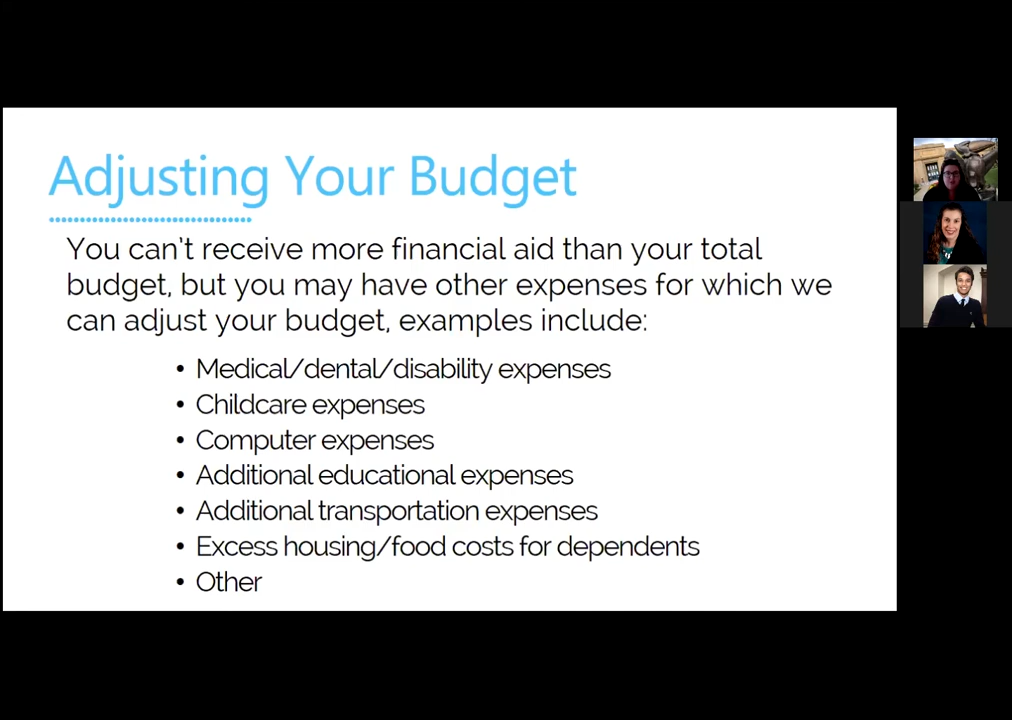 Adjusting Your Budget
You can't receive more financial aid than your total
budget, but you may have other expenses for which we
can adjust your budget, examples include:
• Medical/dental/disability expenses
• Childcare expenses
• Computer expenses
• Additional educational expenses
• Additional transportation expenses
• Excess housing/food costs for dependents
• Other